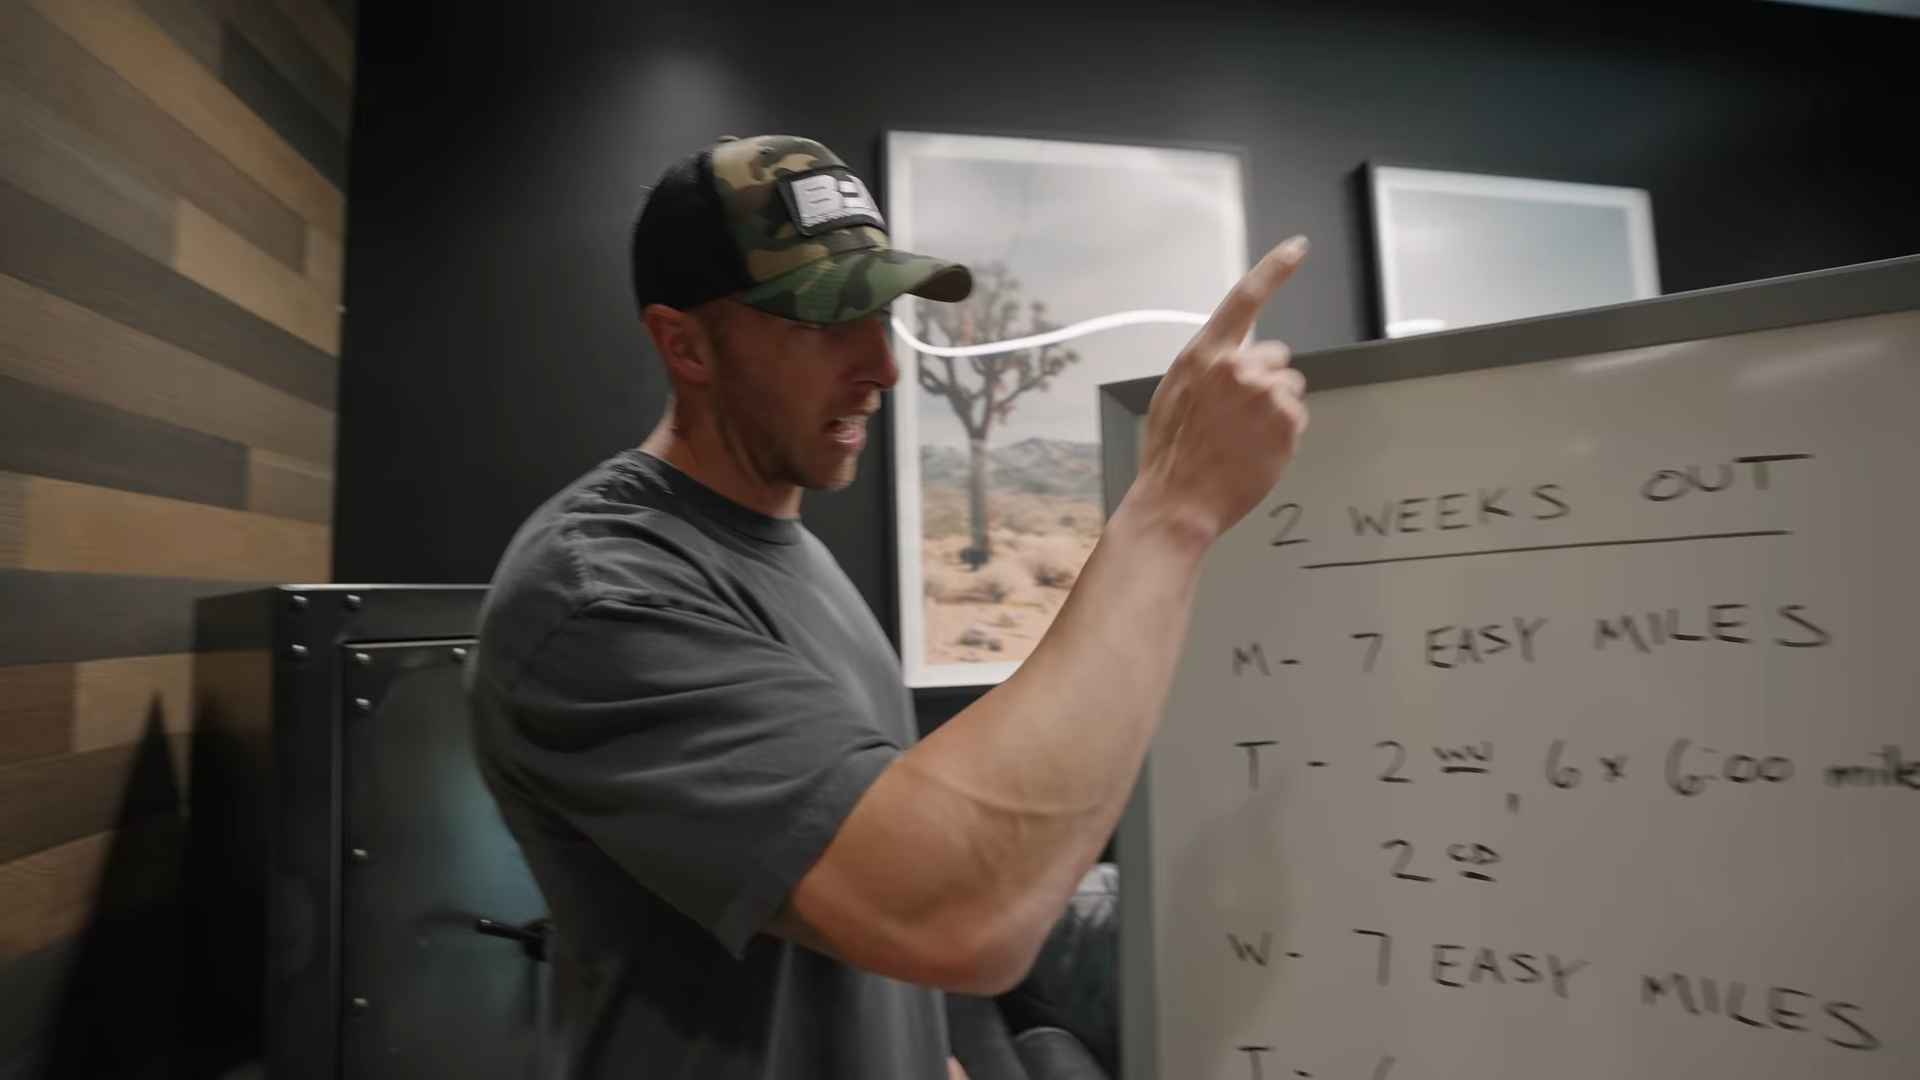 2 WEEKS OUT
M- 7 EASY MILES
T - 2 WU, 6 x 6:00 mile
2 CD
W- 7 EASY MILES
T-